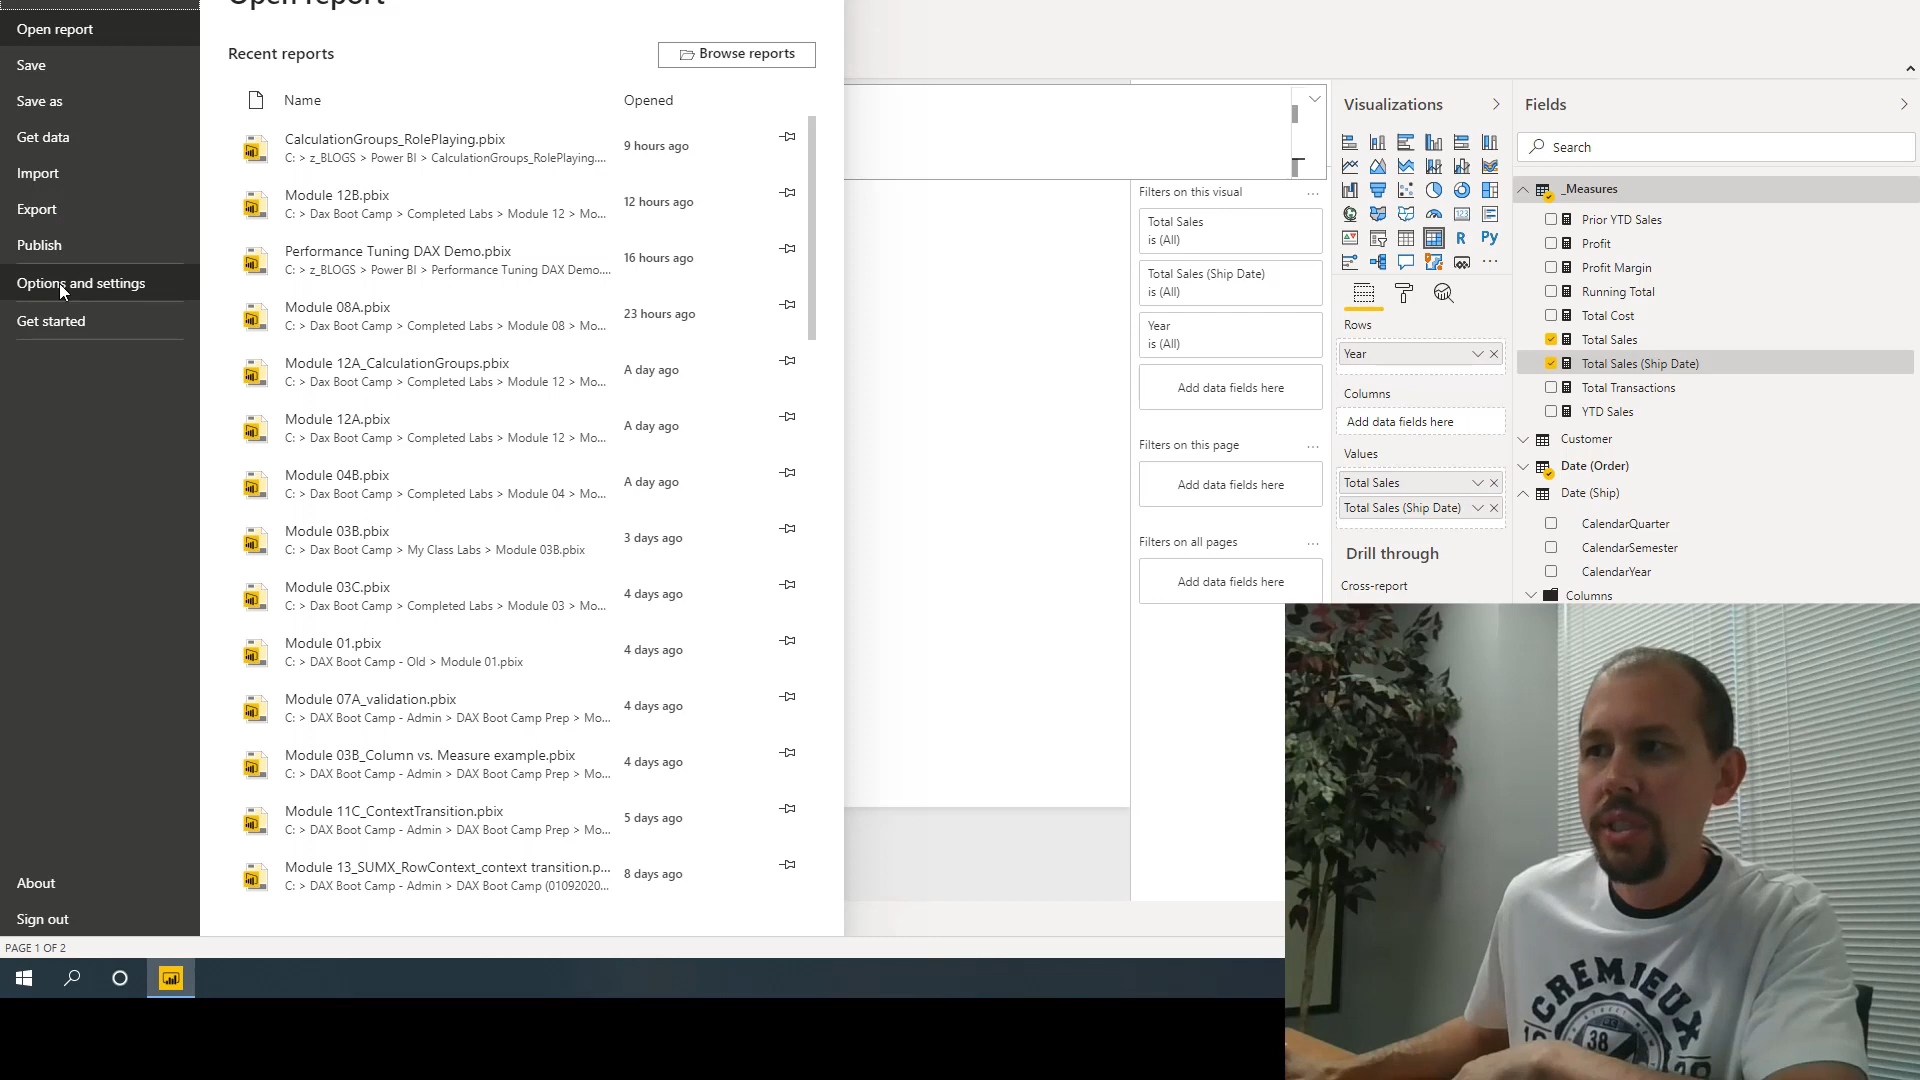 Open report
Open report
Save
Save as
Get data
Import
Export
Publish
Options and settings
Get started
About
Sign out
Recent reports
Browse reports
Name
Opened
CalculationGroups_RolePlaying.pbix
C: > z_BLOGS > Power BI > CalculationGroups_RolePlaying....
9 hours ago
Module 12B.pbix
C: > Dax Boot Camp > Completed Labs > Module 12 > Mo...
12 hours ago
Performance Tuning DAX Demo.pbix
C: > z_BLOGS > Power BI > Performance Tuning DAX Demo....
16 hours ago
Module 08A.pbix
C: > Dax Boot Camp > Completed Labs > Module 08 > Mo...
23 hours ago
Module 12A_CalculationGroups.pbix
C: > Dax Boot Camp > Completed Labs > Module 12 > Mo...
A day ago
Module 12A.pbix
C: > Dax Boot Camp > Completed Labs > Module 12 > Mo...
A day ago
Module 04B.pbix
C: > Dax Boot Camp > Completed Labs > Module 04 > Mo...
A day ago
Module 03B.pbix
C: > Dax Boot Camp > My Class Labs > Module 03B.pbix
3 days ago
Module 03C.pbix
C: > Dax Boot Camp > Completed Labs > Module 03 > Mo...
4 days ago
Module 01.pbix
C: > DAX Boot Camp - Old > Module 01.pbix
4 days ago
Module 07A_validation.pbix
C: > DAX Boot Camp - Admin > DAX Boot Camp Prep > Mo...
4 days ago
Module 03B_Column vs. Measure example.pbix
C: > DAX Boot Camp - Admin > DAX Boot Camp Prep > Mo...
4 days ago
Module 11C_ContextTransition.pbix
C: > DAX Boot Camp - Admin > DAX Boot Camp Prep > Mo...
5 days ago
Module 13_SUMX_RowContext_context transition.p...
C: > DAX Boot Camp - Admin > DAX Boot Camp (01092020...
8 days ago
Filters on this visual
Total Sales
is (All)
Total Sales (Ship Date)
is (All)
Year
is (All)
Add data fields here
Filters on this page
Add data fields here
Filters on all pages
Add data fields here
Visualizations
R
Py
Rows
Year
Columns
Add data fields here
Values
Total Sales
Total Sales (Ship Date)
Drill through
Cross-report
Fields
Search
_Measures
Prior YTD Sales
Profit
Profit Margin
Running Total
Total Cost
Total Sales
Total Sales (Ship Date)
Total Transactions
YTD Sales
Customer
Date (Order)
Date (Ship)
CalendarQuarter
CalendarSemester
CalendarYear
Columns
PAGE 1 OF 2
CREMIEUX
38